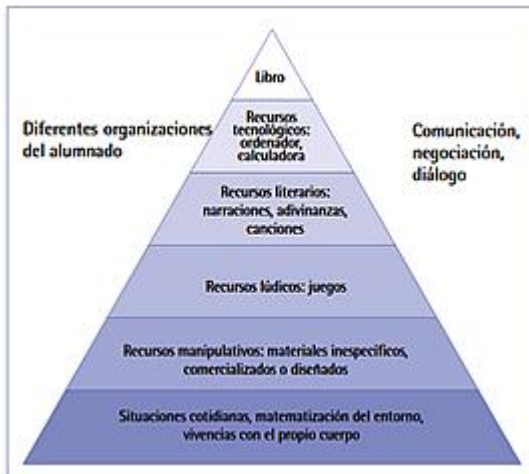 Libro
Diferentes organizaciones
del alumnado
Recursos
tecnológicos:
ordenador,
calculadora
Comunicación,
negociación,
diálogo
Recursos literarios:
narraciones, adivinanzas,
canciones
Recursos lúdicos: juegos
Recursos manipulativos: materiales inespecíficos,
comercializados o diseñados
Situaciones cotidianas, matematización del entorno,
vivencias con el propio cuerpo